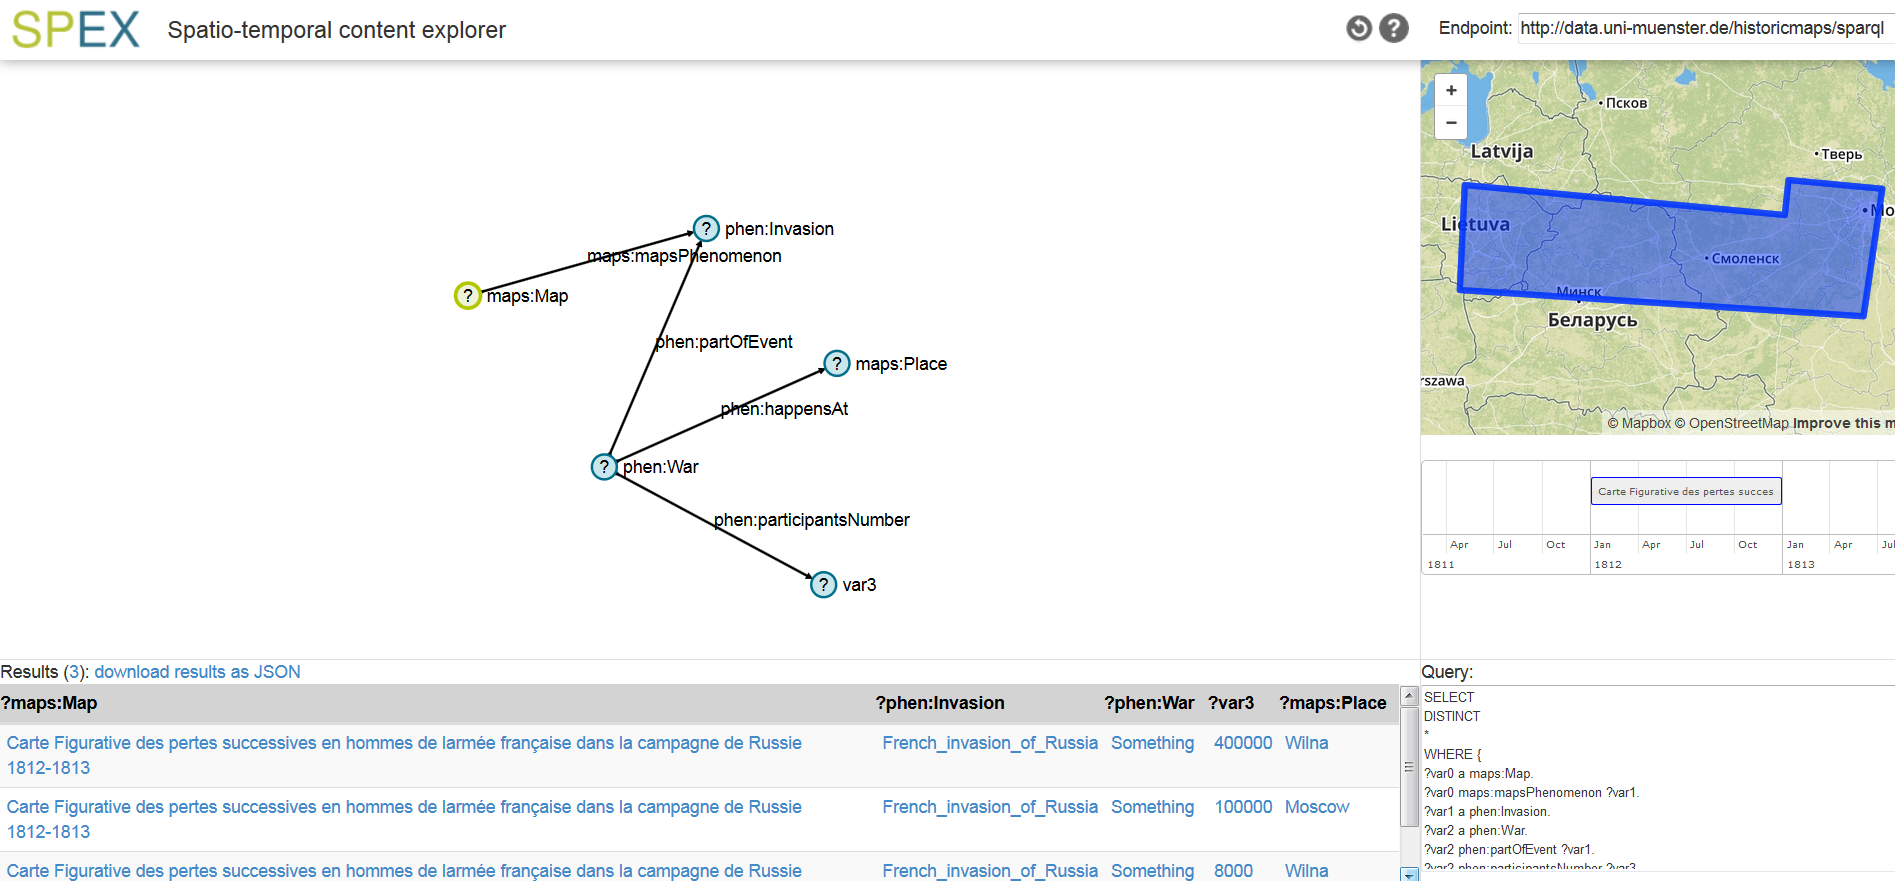 SPEX
Spatio-temporal content explorer
?
Endpoint: http://data.uni-muenster.de/historicmaps/sparql
? phen:Invasion
maps:mapsPhenomenon
? maps:Map
phen:partOfEvent
? maps:Place
phen:happensAt
? phen:War
phen:participantsNumber
? var3
+
−
Псков
Latvija
Тверь
Mo
Lietuva
Смоленск
Минск
Беларусь
rszawa
© Mapbox © OpenStreetMap Improve this m
Carte Figurative des pertes succes
Apr Jul Oct Jan Apr Jul Oct Jan Apr Jul
1811 1812 1813
Results (3): download results as JSON
?maps:Map ?phen:Invasion ?phen:War ?var3 ?maps:Place
Carte Figurative des pertes successives en hommes de larmée française dans la campagne de Russie
1812-1813
French_invasion_of_Russia Something 400000 Wilna
Carte Figurative des pertes successives en hommes de larmée française dans la campagne de Russie
1812-1813
French_invasion_of_Russia Something 100000 Moscow
Carte Figurative des pertes successives en hommes de larmée française dans la campagne de Russie
French_invasion_of_Russia Something 8000 Wilna
Query:
SELECT
DISTINCT
*
WHERE {
?var0 a maps:Map.
?var0 maps:mapsPhenomenon ?var1.
?var1 a phen:Invasion.
?var2 a phen:War.
?var2 phen:partOfEvent ?var1.
?var2 phen:participantsNumber ?var3